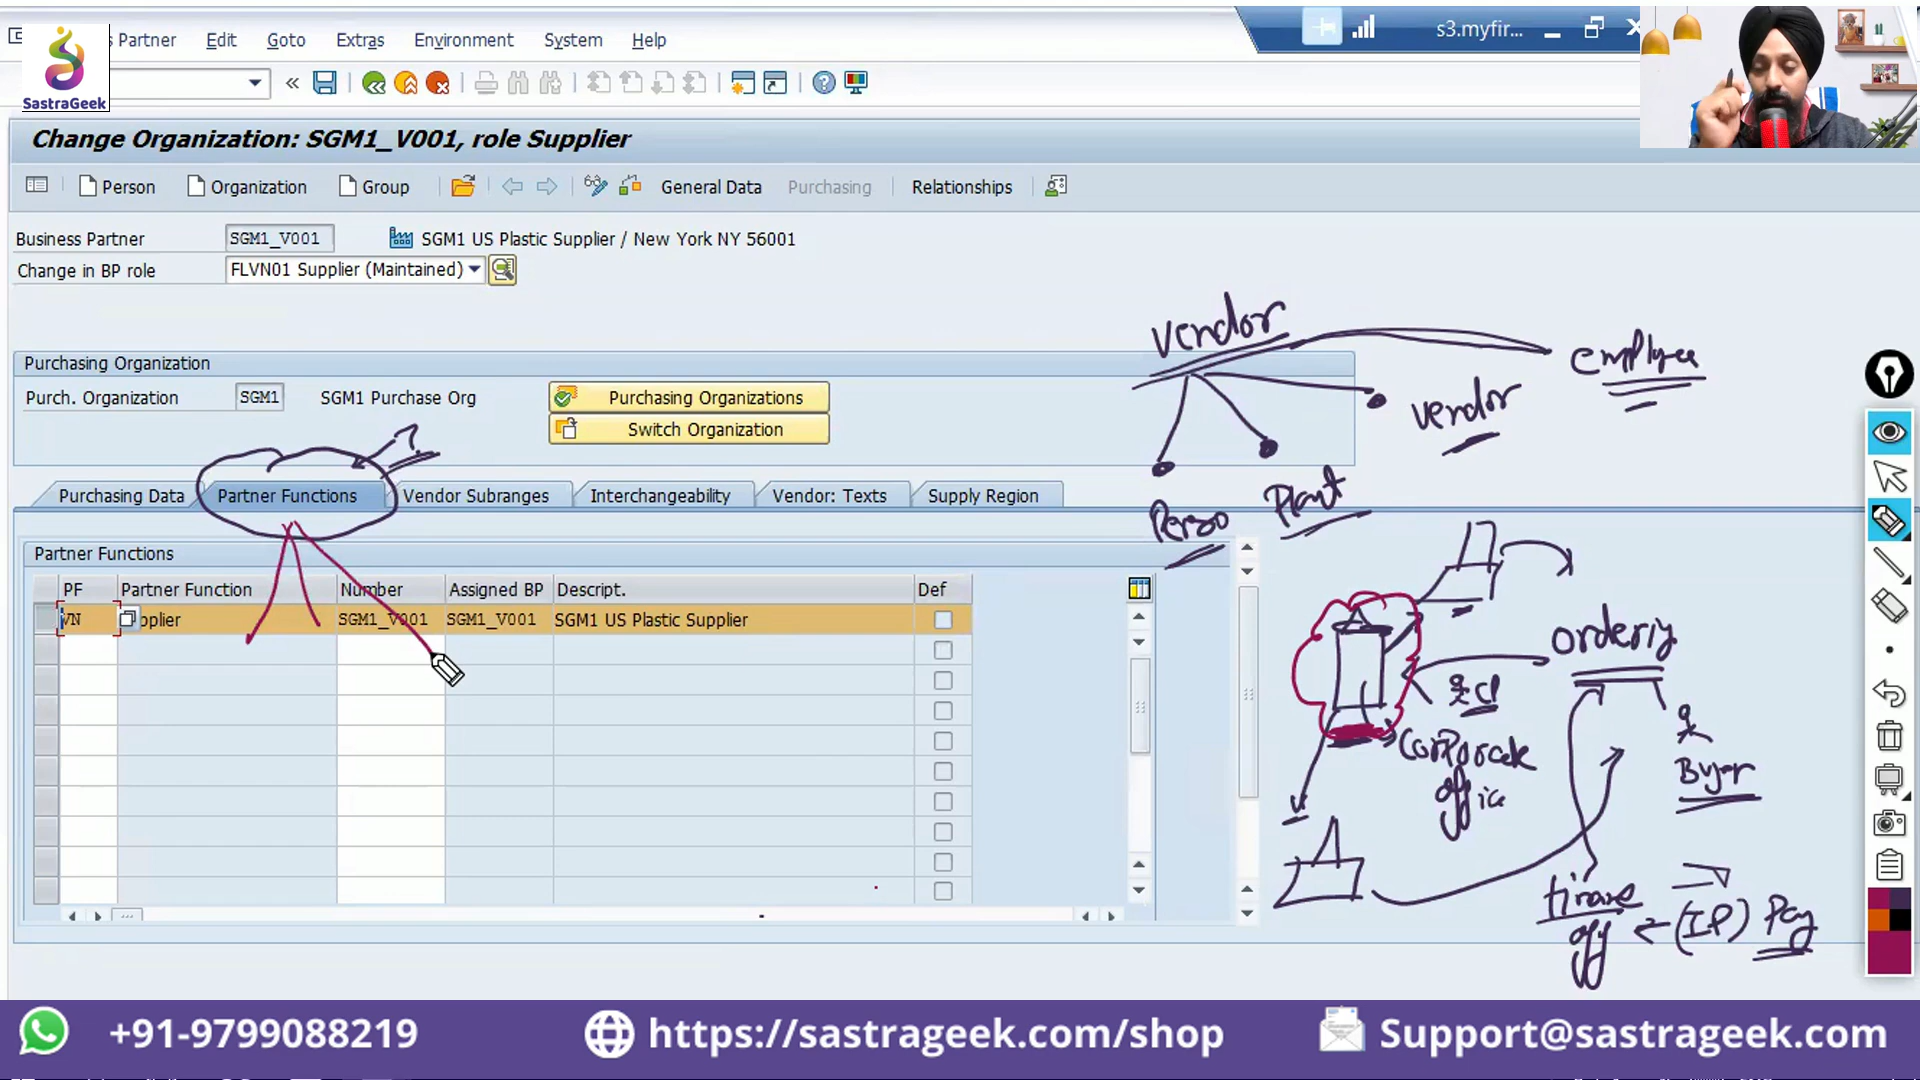 s Partner Edit Goto Extras Environment System Help
s3.myfir...
SastraGeek
Change Organization: SGM1_V001, role Supplier
Person Organization Group General Data Purchasing Relationships
Business Partner SGM1_V001 SGM1 US Plastic Supplier / New York NY 56001
Change in BP role FLVN01 Supplier (Maintained)
Purchasing Organization
Purch. Organization SGM1 SGM1 Purchase Org Purchasing Organizations
Switch Organization
Purchasing Data Partner Functions Vendor Subranges Interchangeability Vendor: Texts Supply Region
Partner Functions
PF Partner Function Number Assigned BP Descript. Def
VN pplier SGM1_V001 SGM1_V001 SGM1 US Plastic Supplier
?
vendor
employee
vendor
Perso
Plant
ordering
Corporate
office
Buyer
(IP) Pay
+91-9799088219 https://sastrageek.com/shop Support@sastrageek.com